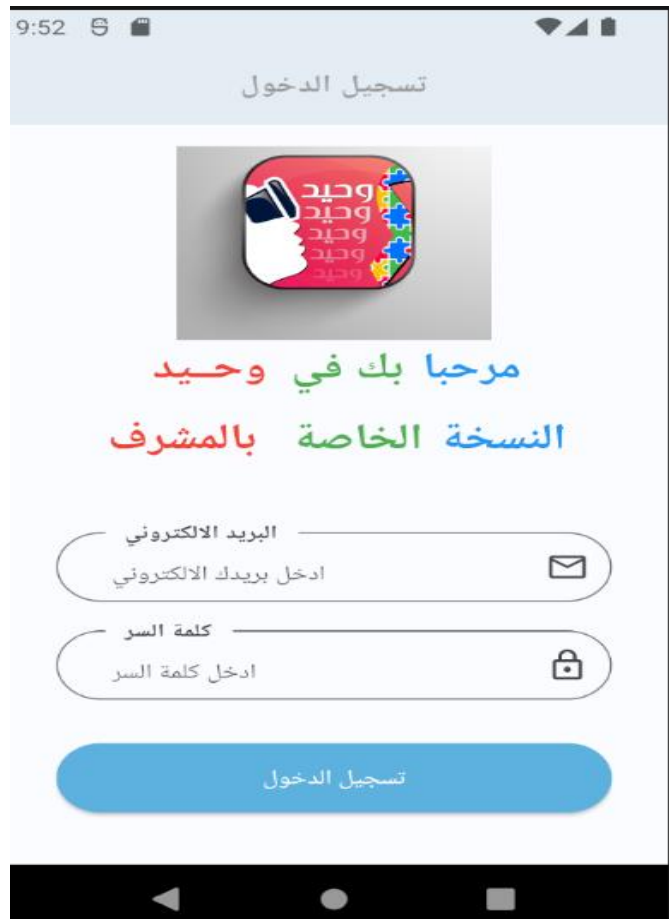 9:52
تسجيل الدخول
وحيد
وحيد
وحيد
وحيد
وحيد
مرحبا بك في وحـــيد
النسخة الخاصة بالمشرف
البريد الالكتروني
ادخل بريدك الالكتروني
كلمة السر
ادخل كلمة السر
تسجيل الدخول